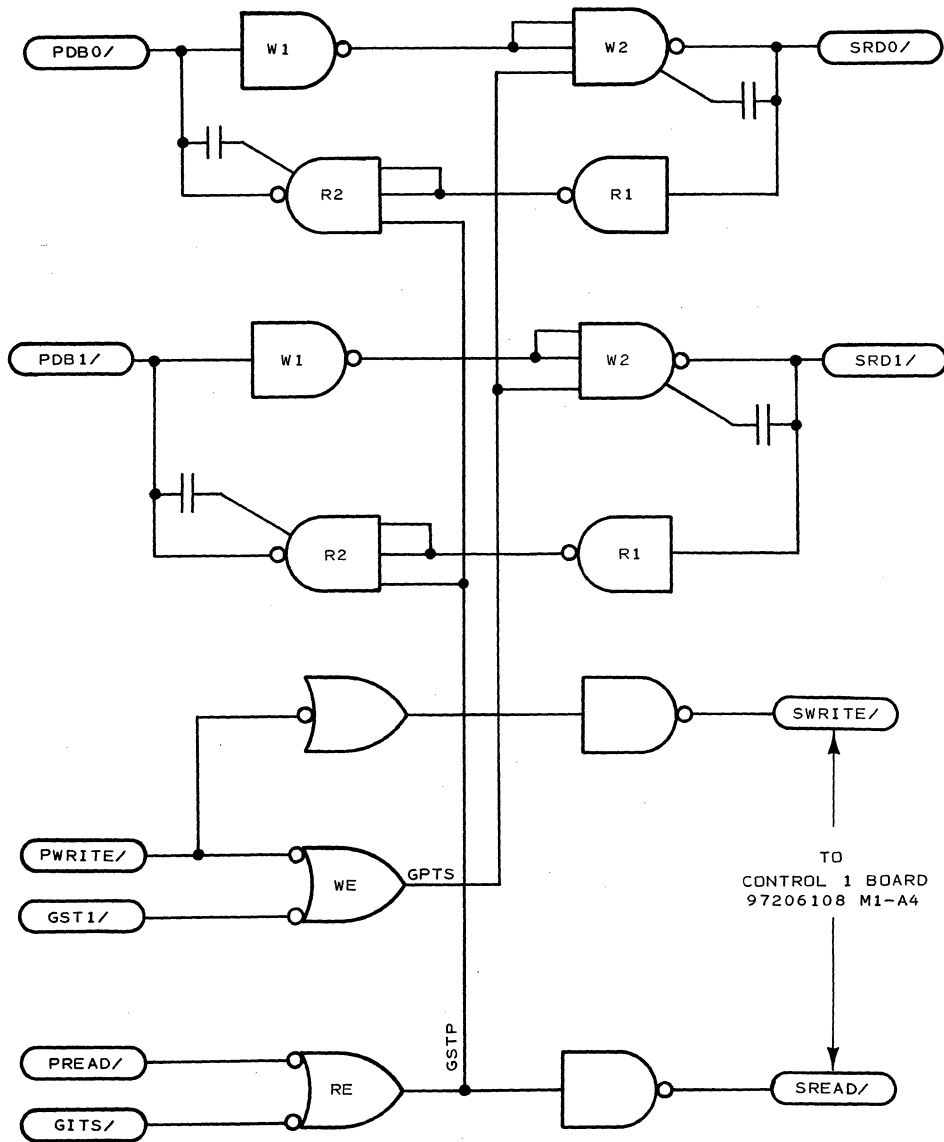 PDB0/
W1
W2
SRD0/
R2
R1
PDB1/
W1
W2
SRD1/
R2
R1
SWRITE/
PWRITE/
WE
GPTS
GST1/
TO
CONTROL 1 BOARD
97206108 M1-A4
GSTP
PREAD/
RE
SREAD/
GITS/